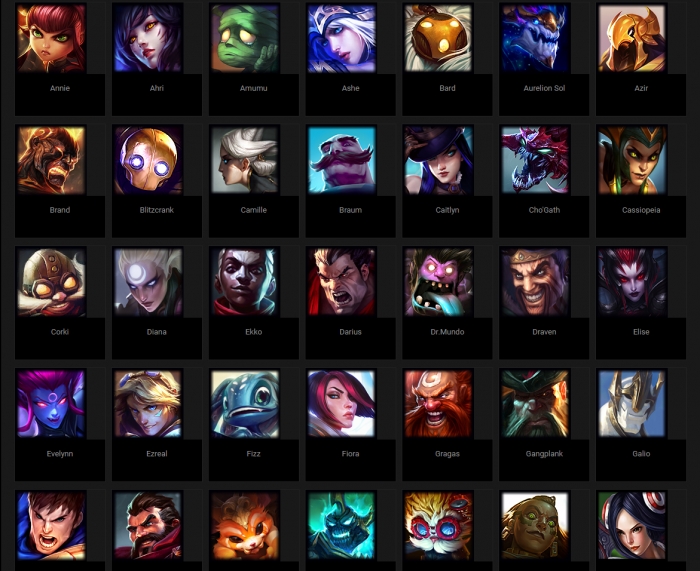 Annie Ahri Amumu Ashe Bard Aurelion Sol Azir
Brand Blitzcrank Camille Braum Caitlyn Cho'Gath Cassiopeia
Corki Diana Ekko Darius Dr.Mundo Draven Elise
Evelynn Ezreal Fizz Fiora Gragas Gangplank Galio